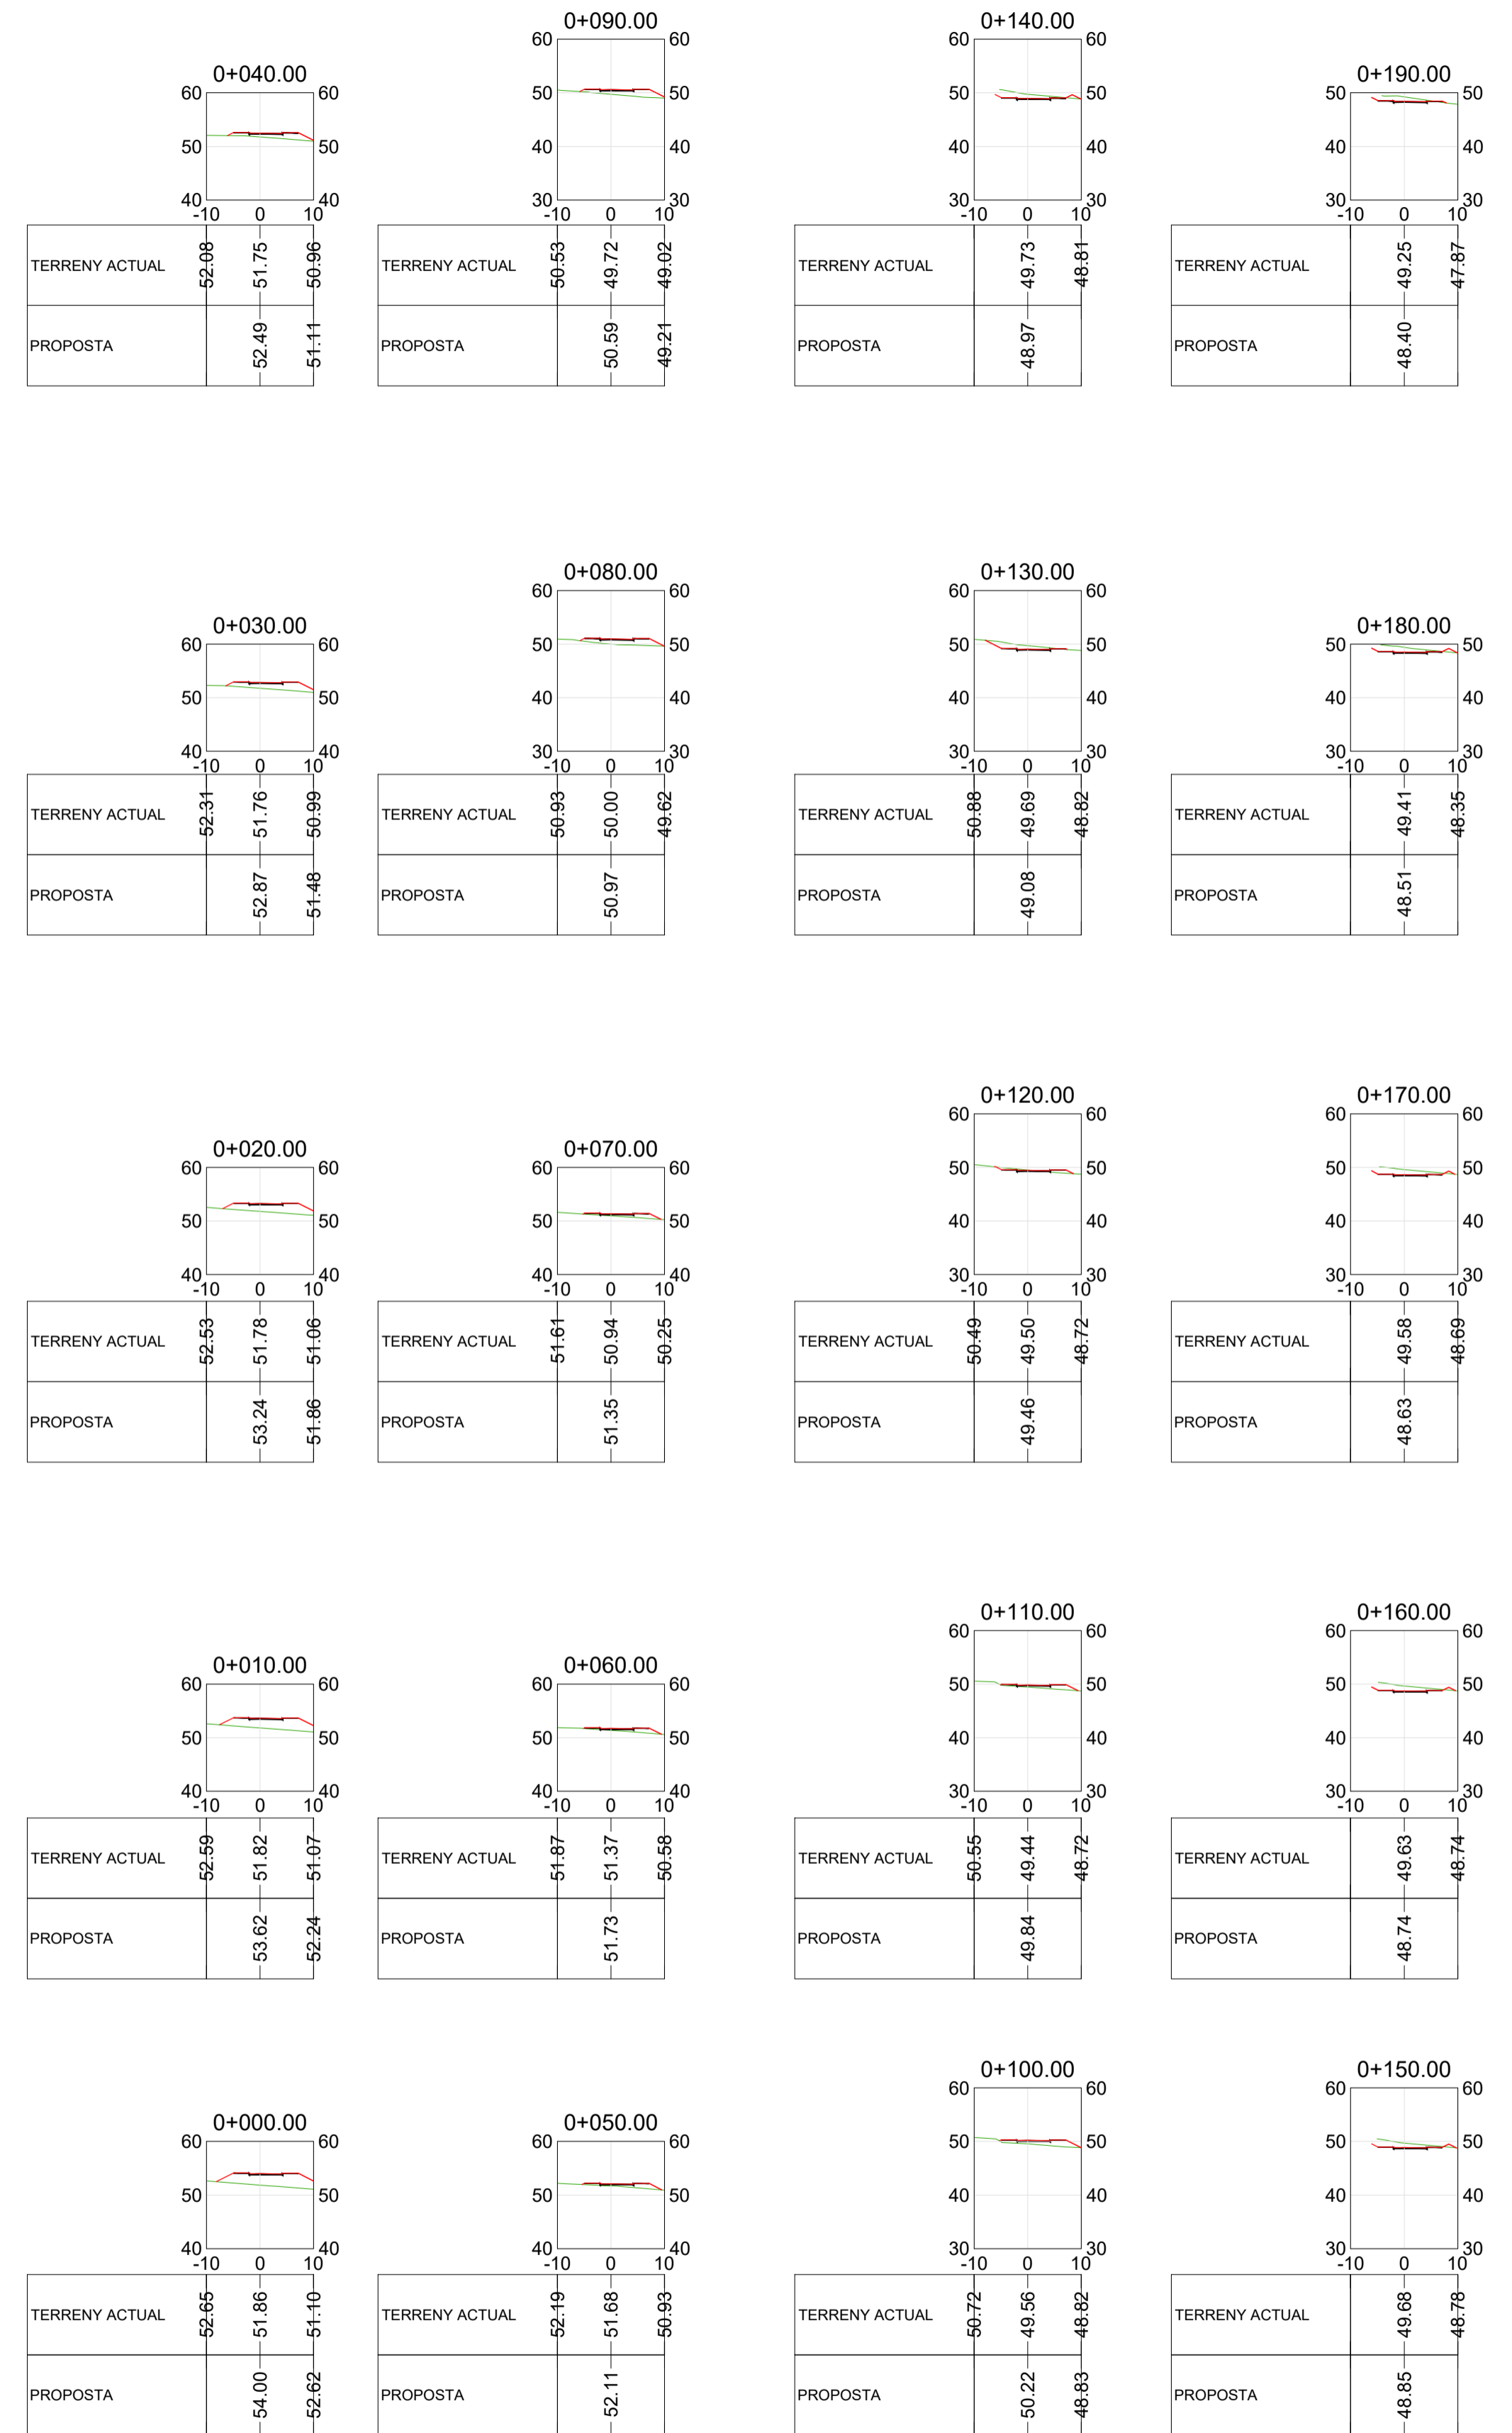 0+040.00
60 60
50 50
40 40
-10 0 10
TERRENY ACTUAL 52.08 51.75 50.96
PROPOSTA 52.49 51.11
0+090.00
60 60
50 50
40 40
30 30
-10 0 10
TERRENY ACTUAL 50.53 49.72 49.02
PROPOSTA 50.59 49.21
0+140.00
60 60
50 50
40 40
30 30
-10 0 10
TERRENY ACTUAL 49.73 48.81
PROPOSTA 48.97
0+190.00
50 50
40 40
30 30
-10 0 10
TERRENY ACTUAL 49.25 47.87
PROPOSTA 48.40
0+030.00
60 60
50 50
40 40
-10 0 10
TERRENY ACTUAL 52.31 51.76 50.99
PROPOSTA 52.87 51.48
0+080.00
60 60
50 50
40 40
30 30
-10 0 10
TERRENY ACTUAL 50.93 50.00 49.62
PROPOSTA 50.97
0+130.00
60 60
50 50
40 40
30 30
-10 0 10
TERRENY ACTUAL 50.88 49.69 48.82
PROPOSTA 49.08
0+180.00
50 50
40 40
30 30
-10 0 10
TERRENY ACTUAL 49.41 48.35
PROPOSTA 48.51
0+020.00
60 60
50 50
40 40
-10 0 10
TERRENY ACTUAL 52.53 51.78 51.06
PROPOSTA 53.24 51.86
0+070.00
60 60
50 50
40 40
-10 0 10
TERRENY ACTUAL 51.61 50.94 50.25
PROPOSTA 51.35
0+120.00
60 60
50 50
40 40
30 30
-10 0 10
TERRENY ACTUAL 50.49 49.50 48.72
PROPOSTA 49.46
0+170.00
60 60
50 50
40 40
30 30
-10 0 10
TERRENY ACTUAL 49.58 48.69
PROPOSTA 48.63
0+010.00
60 60
50 50
40 40
-10 0 10
TERRENY ACTUAL 52.59 51.82 51.07
PROPOSTA 53.62 52.24
0+060.00
60 60
50 50
40 40
-10 0 10
TERRENY ACTUAL 51.87 51.37 50.58
PROPOSTA 51.73
0+110.00
60 60
50 50
40 40
30 30
-10 0 10
TERRENY ACTUAL 50.55 49.44 48.72
PROPOSTA 49.84
0+160.00
60 60
50 50
40 40
30 30
-10 0 10
TERRENY ACTUAL 49.63 48.74
PROPOSTA 48.74
0+000.00
60 60
50 50
40 40
-10 0 10
TERRENY ACTUAL 52.65 51.86 51.10
PROPOSTA 54.00 52.62
0+050.00
60 60
50 50
40 40
-10 0 10
TERRENY ACTUAL 52.19 51.68 50.93
PROPOSTA 52.11
0+100.00
60 60
50 50
40 40
30 30
-10 0 10
TERRENY ACTUAL 50.72 49.56 48.82
PROPOSTA 50.22 48.83
0+150.00
60 60
50 50
40 40
30 30
-10 0 10
TERRENY ACTUAL 49.68 48.78
PROPOSTA 48.85